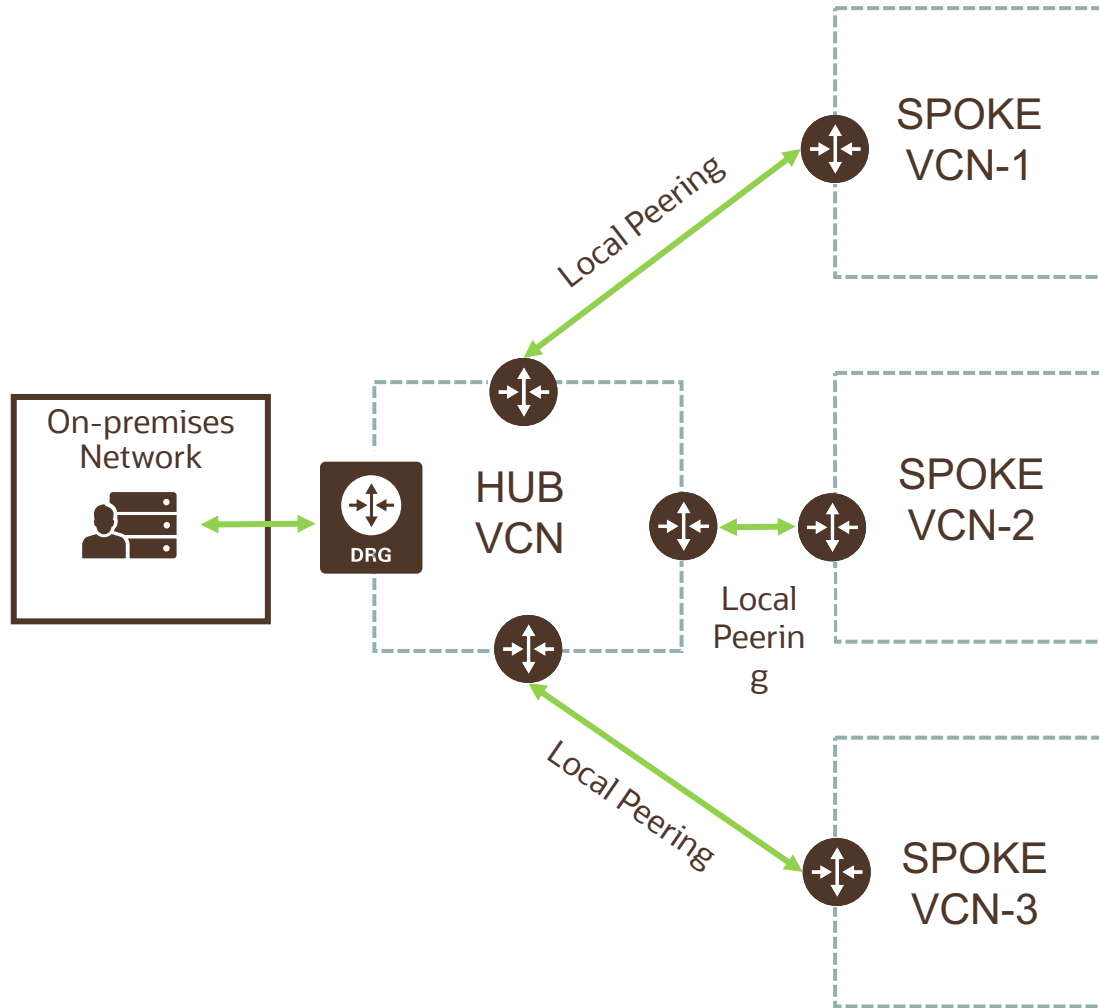 SPOKE
VCN-1
Local Peering
On-premises
Network
HUB
VCN
DRG
SPOKE
VCN-2
Local
Peerin
g
Local Peering
SPOKE
VCN-3